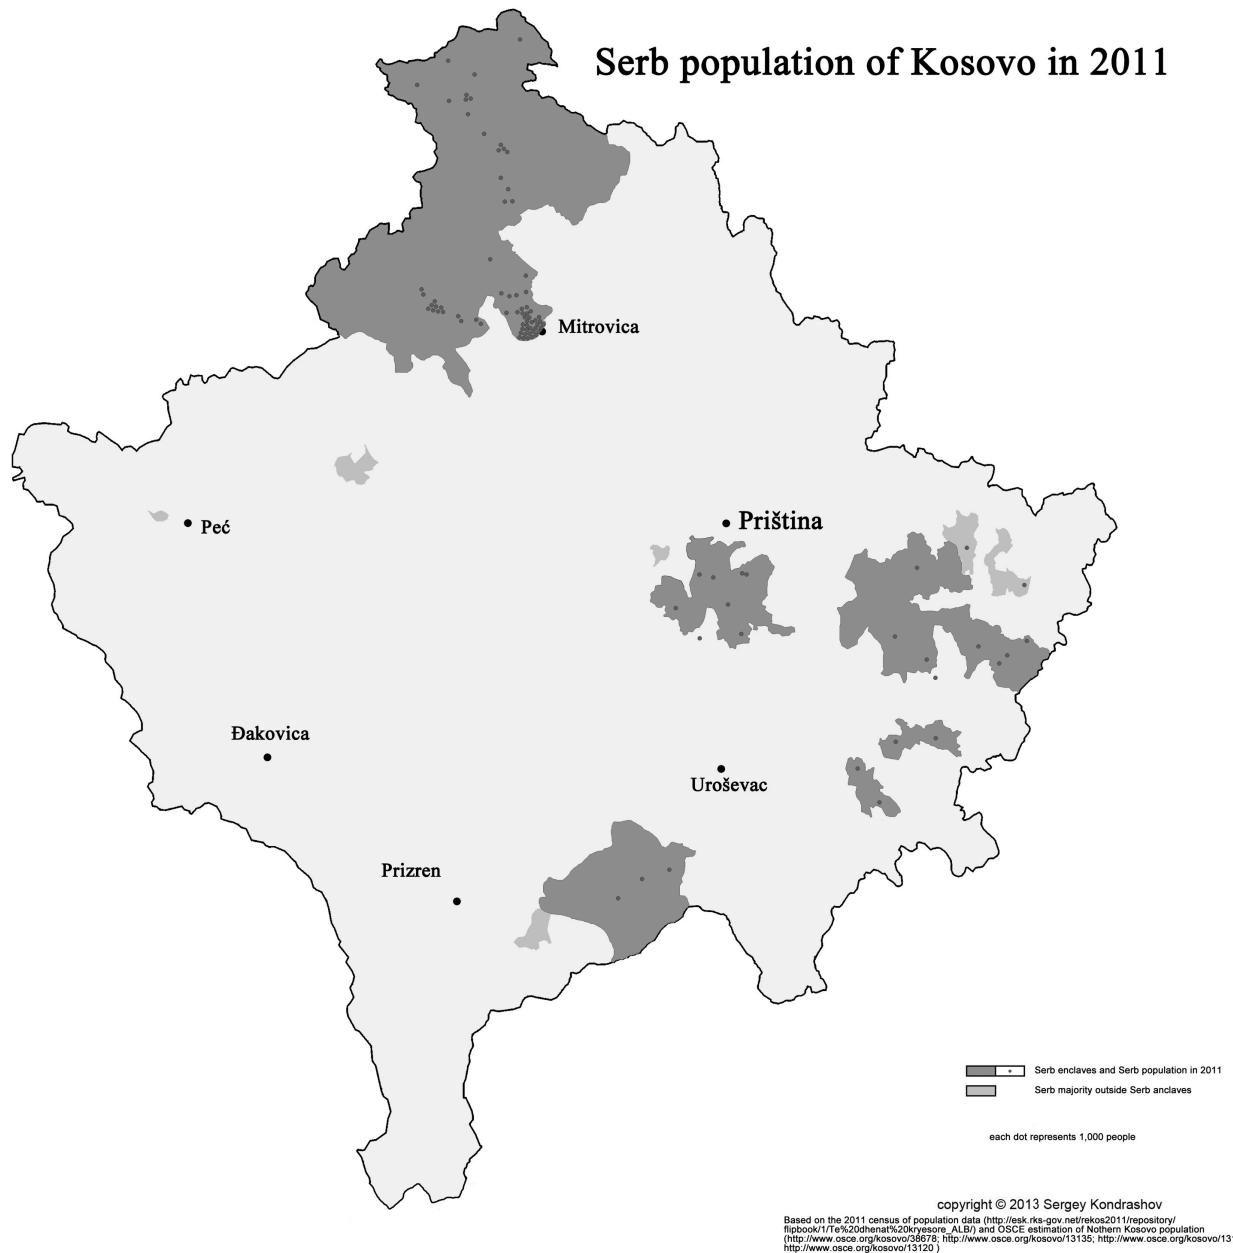 Serb population of Kosovo in 2011
Mitrovica
Peć
Priština
Đakovica
Uroševac
Prizren
Serb enclaves and Serb population in 2011
Serb majority outside Serb anclaves
each dot represents 1,000 people
copyright © 2013 Sergey Kondrashov
Based on the 2011 census of population data (http://esk.rks-gov.net/rekos2011/repository/
flipbook/1/Te%20dhenat%20kryesore_ALB/) and OSCE estimation of Nothern Kosovo population
(http://www.osce.org/kosovo/38678; http://www.osce.org/kosovo/13135; http://www.osce.org/kosovo/13
http://www.osce.org/kosovo/13120 )